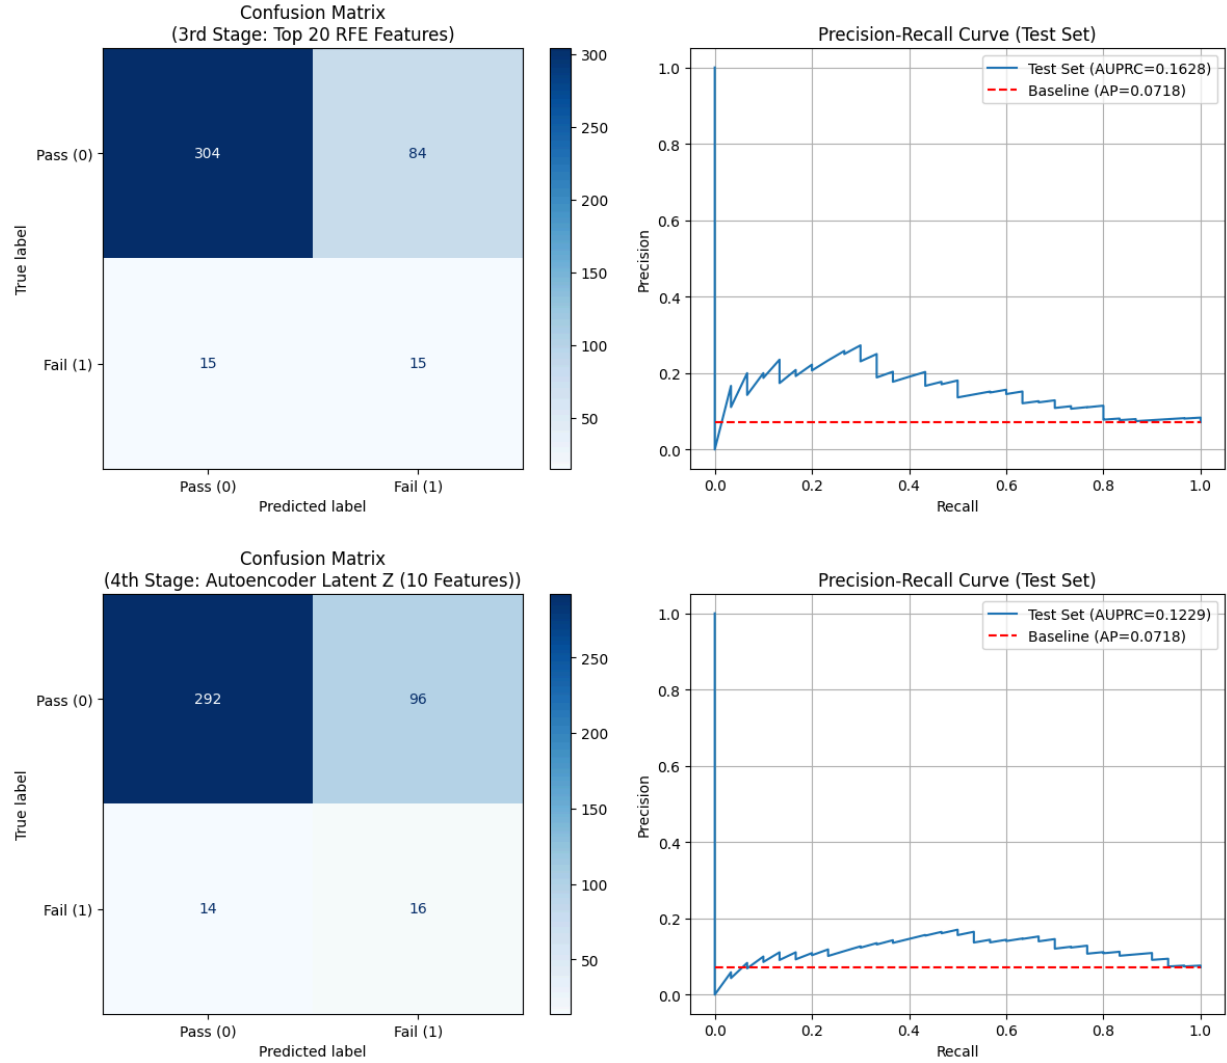 Confusion Matrix
(3rd Stage: Top 20 RFE Features)
Pass (0)
Fail (1)
True label
304
84
15
15
Pass (0)
Fail (1)
Predicted label
300
250
200
150
100
50
Precision-Recall Curve (Test Set)
Test Set (AUPRC=0.1628)
Baseline (AP=0.0718)
Precision
1.0
0.8
0.6
0.4
0.2
0.0
0.0
0.2
0.4
0.6
0.8
1.0
Recall
Confusion Matrix
(4th Stage: Autoencoder Latent Z (10 Features))
Pass (0)
Fail (1)
True label
292
96
14
16
Pass (0)
Fail (1)
Predicted label
250
200
150
100
50
Precision-Recall Curve (Test Set)
Test Set (AUPRC=0.1229)
Baseline (AP=0.0718)
Precision
1.0
0.8
0.6
0.4
0.2
0.0
0.0
0.2
0.4
0.6
0.8
1.0
Recall